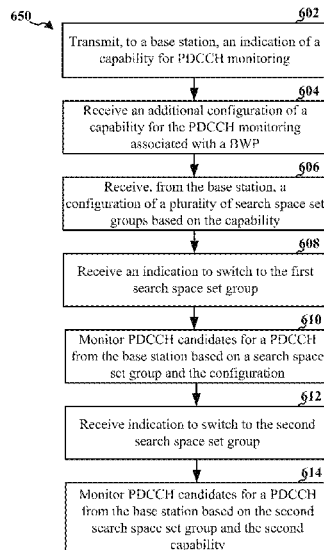 650
602
Transmit, to a base station, an indication of a
capability for PDCCH monitoring
604
Receive an additional configuration of a
capability for the PDCCH monitoring
associated with a BWP
606
Receive, from the base station, a
configuration of a plurality of search space set
groups based on the capability
608
Receive an indication to switch to the first
search space set group
610
Monitor PDCCH candidates for a PDCCH
from the base station based on a search space
set group and the configuration
612
Receive indication to switch to the second
search space set group
614
Monitor PDCCH candidates for a PDCCH
from the base station based on the second
search space set group and the second
capability